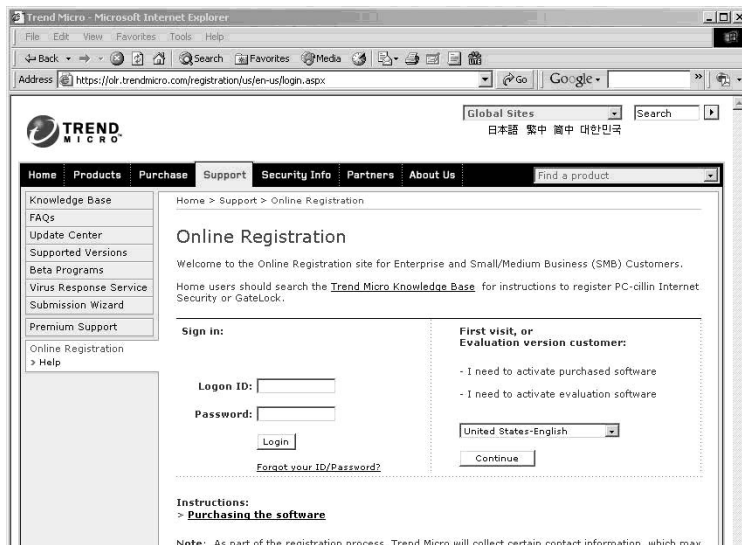 Trend Micro - Microsoft Internet Explorer
File Edit View Favorites Tools Help
Back Search Favorites Media
Address https://olr.trendmicro.com/registration/us/en-us/login.aspx Go Google
TREND MICRO
Global Sites Search
日本語 繁中 简中 대한민국
Home Products Purchase Support Security Info Partners About Us Find a product
Knowledge Base
FAQs
Update Center
Supported Versions
Beta Programs
Virus Response Service
Submission Wizard
Premium Support
Online Registration
> Help
Home > Support > Online Registration
Online Registration
Welcome to the Online Registration site for Enterprise and Small/Medium Business (SMB) Customers.
Home users should search the Trend Micro Knowledge Base for instructions to register PC-cillin Internet
Security or GateLock.
Sign in:
Logon ID:
Password:
Login
Forgot your ID/Password?
First visit, or
Evaluation version customer:
- I need to activate purchased software
- I need to activate evaluation software
United States-English
Continue
Instructions:
> Purchasing the software
Note: As part of the registration process, Trend Micro will collect certain contact information, which may